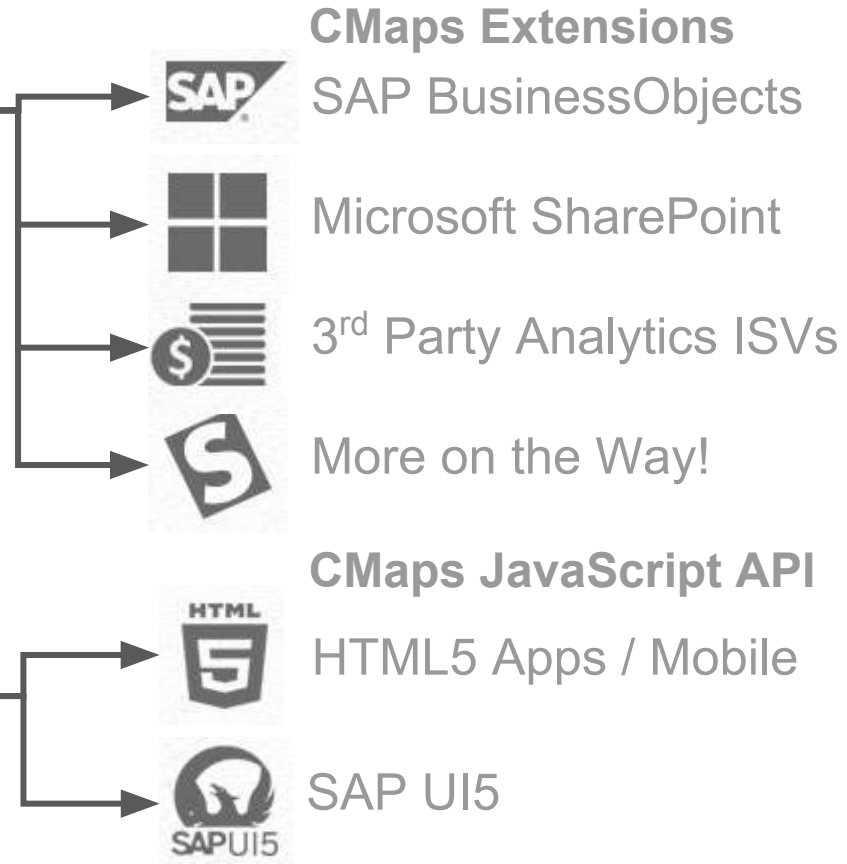 CMaps Extensions
SAP® SAP BusinessObjects
Microsoft SharePoint
$ 3rd Party Analytics ISVs
S More on the Way!
CMaps JavaScript API
HTML
5 HTML5 Apps / Mobile
SAP UI5
SAPUI5